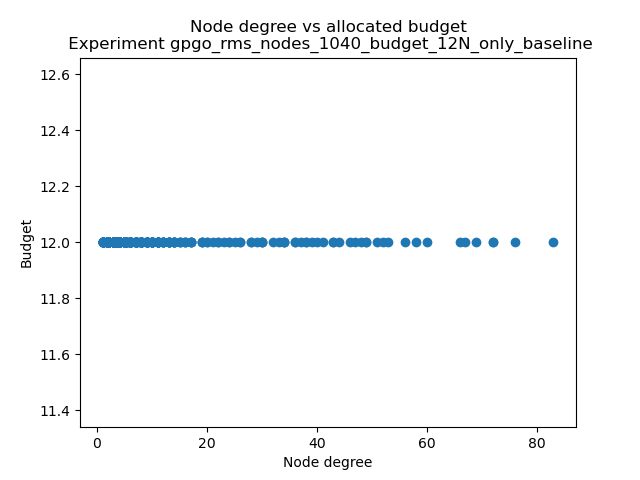 Node degree vs allocated budget
Experiment gpgo_rms_nodes_1040_budget_12N_only_baseline
12.6
12.4
12.2
12.0
11.8
11.6
11.4
Budget
0 20 40 60 80
Node degree